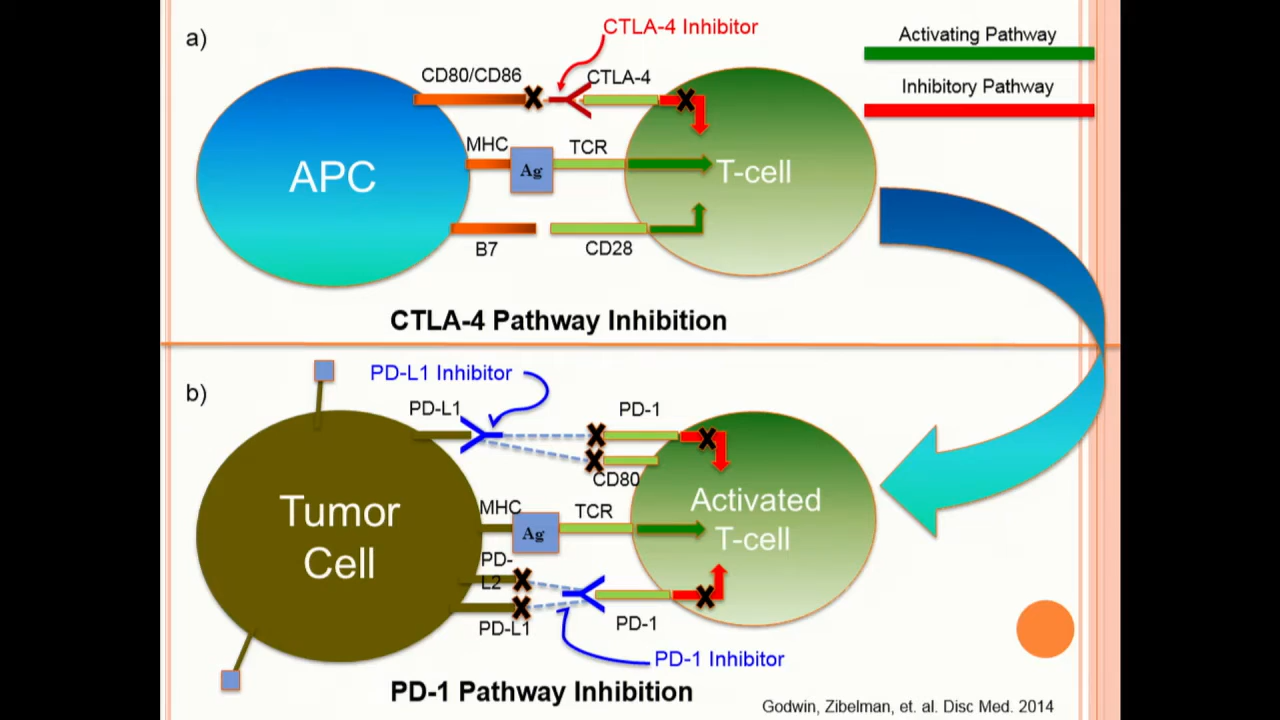 a)
CTLA-4 Inhibitor
Activating Pathway
Inhibitory Pathway
CD80/CD86
CTLA-4
MHC
TCR
APC
Ag
T-cell
B7
CD28
CTLA-4 Pathway Inhibition
b)
PD-L1 Inhibitor
PD-L1
PD-1
CD80
Tumor
Cell
MHC
TCR
Ag
Activated
T-cell
PD-
L2
PD-L1
PD-1
PD-1 Inhibitor
PD-1 Pathway Inhibition
Godwin, Zibelman, et. al. Disc Med. 2014